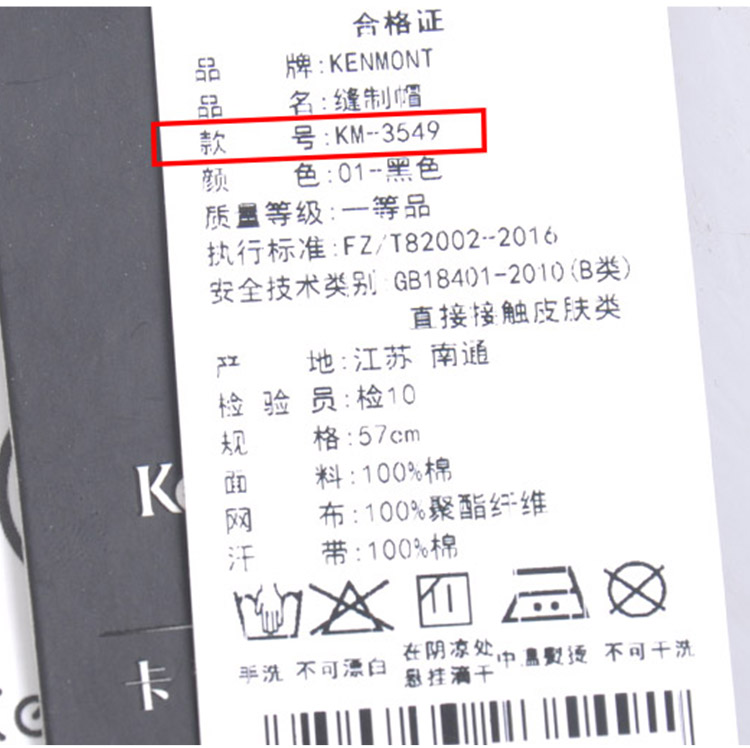 合格证
品 牌:KENMONT
品 名:缝制帽
款 号:KM-3549
颜 色:01-黑色
质量等级:一等品
执行标准:FZ/T82002-2016
安全技术类别:GB18401-2010(B类)
直接接触皮肤类
产 地:江苏 南通
检 验 员:检10
规 格:57cm
面 料:100%棉
网 布:100%聚酯纤维
汗 带:100%棉
手洗 不可漂白 在阴凉处悬挂滴干 中温熨烫 不可干洗
K
卡